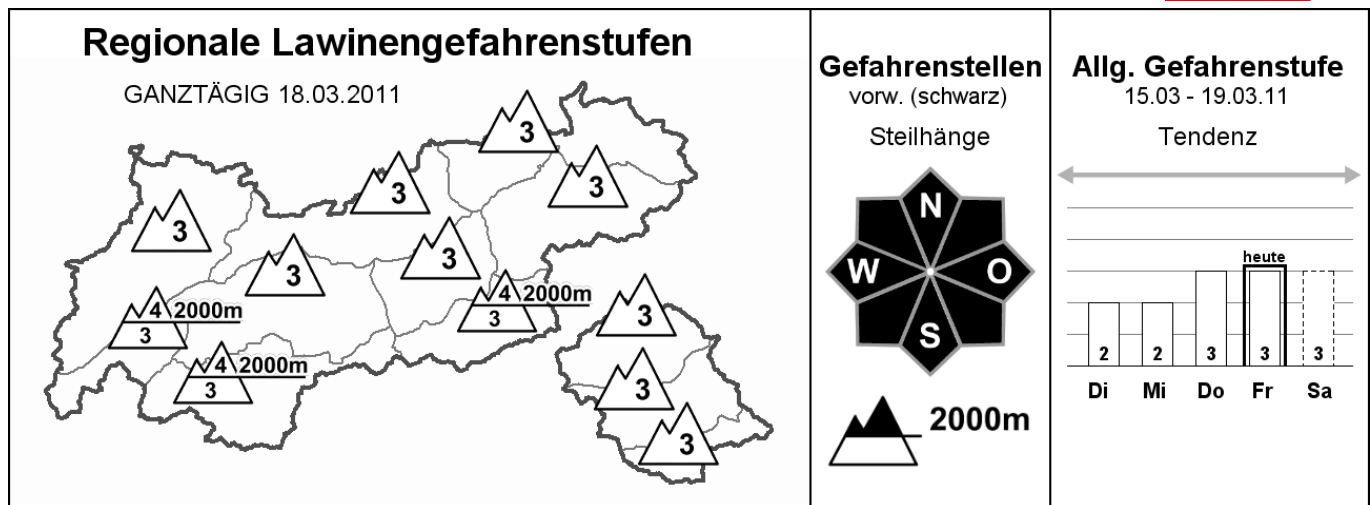 Regionale Lawinengefahrenstufen
GANZTÄGIG 18.03.2011
3
3
3
3
3
3
3
4 2000m
3
4 2000m
3
4 2000m
3
3
3
3
Gefahrenstellen
vorw. (schwarz)
Steilhänge
N
W O
S
2000m
Allg. Gefahrenstufe
15.03 - 19.03.11
Tendenz
heute
2 2 3 3 3
Di Mi Do Fr Sa